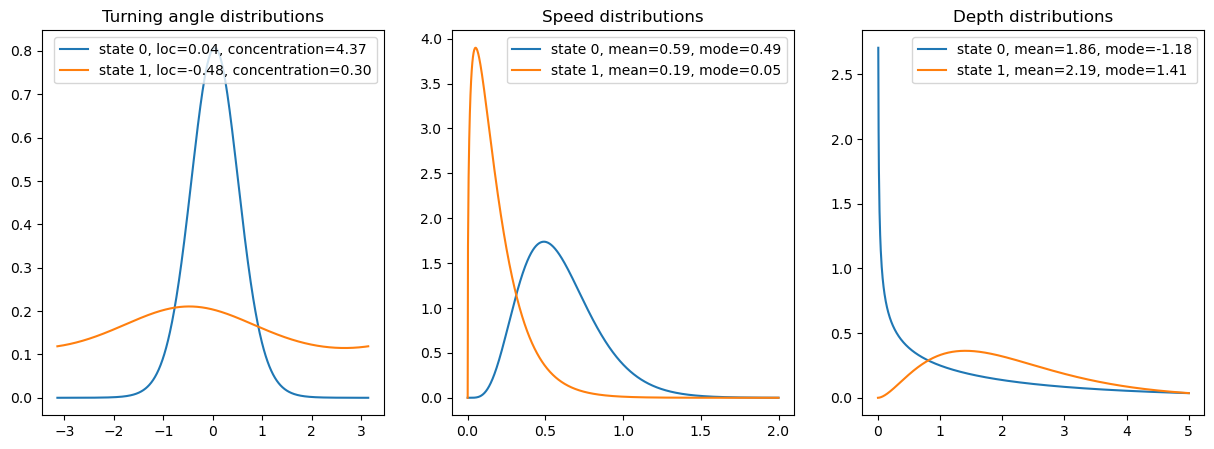 Turning angle distributions
state 0, loc=0.04, concentration=4.37
state 1, loc=-0.48, concentration=0.30
0.8
0.7
0.6
0.5
0.4
0.3
0.2
0.1
0.0
−3 −2 −1 0 1 2 3
Speed distributions
state 0, mean=0.59, mode=0.49
state 1, mean=0.19, mode=0.05
4.0
3.5
3.0
2.5
2.0
1.5
1.0
0.5
0.0
0.0 0.5 1.0 1.5 2.0
Depth distributions
state 0, mean=1.86, mode=-1.18
state 1, mean=2.19, mode=1.41
2.5
2.0
1.5
1.0
0.5
0.0
0 1 2 3 4 5